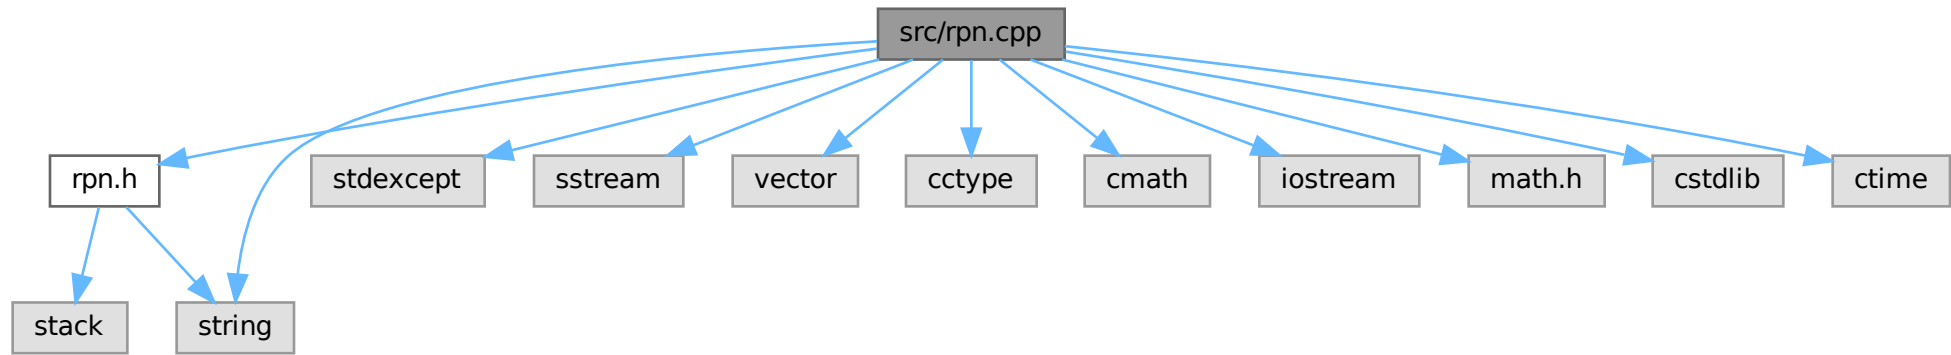 src/rpn.cpp
rpn.h
stdexcept
sstream
vector
cctype
cmath
iostream
math.h
cstdlib
ctime
stack
string